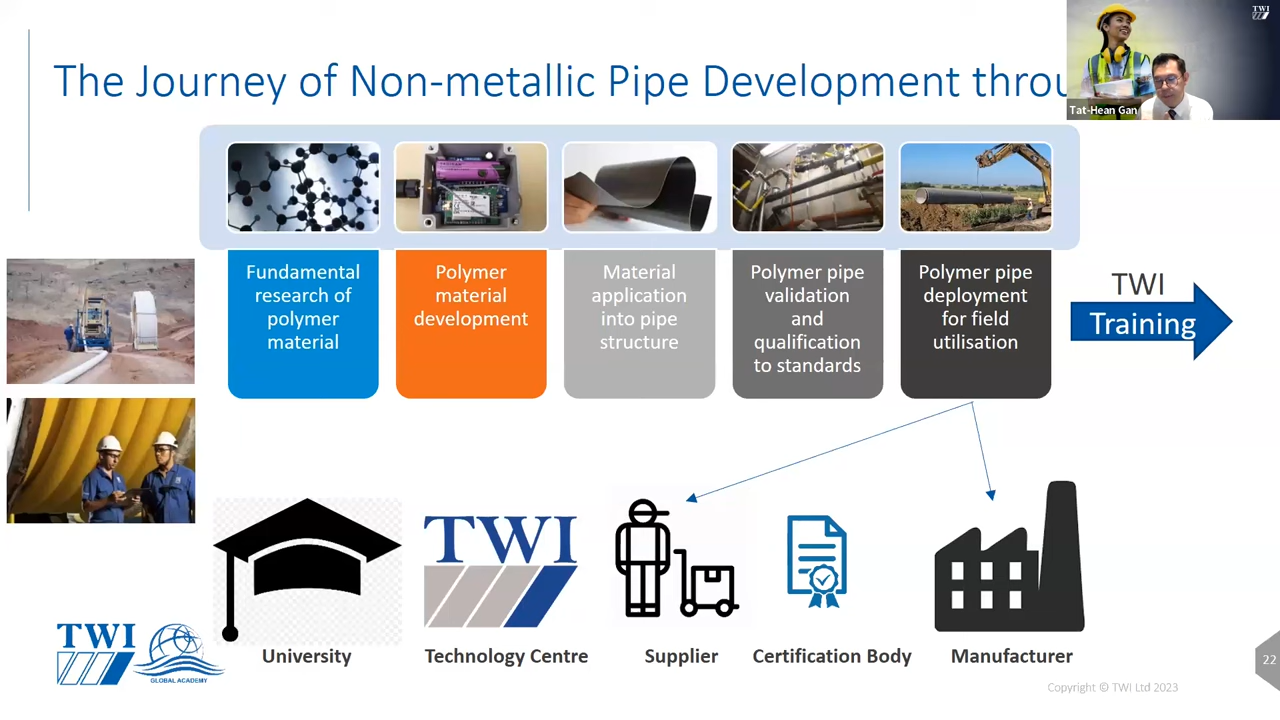 The Journey of Non-metallic Pipe Development throu
TWI
Tat-Hean Gan
Fundamental
research of
polymer
material
Polymer
material
development
Material
application
into pipe
structure
Polymer pipe
validation
and
qualification
to standards
Polymer pipe
deployment
for field
utilisation
TWI
Training
TWI
University
Technology Centre
Supplier
Certification Body
Manufacturer
TWI
GLOBAL ACADEMY
22
Copyright © TWI Ltd 2023